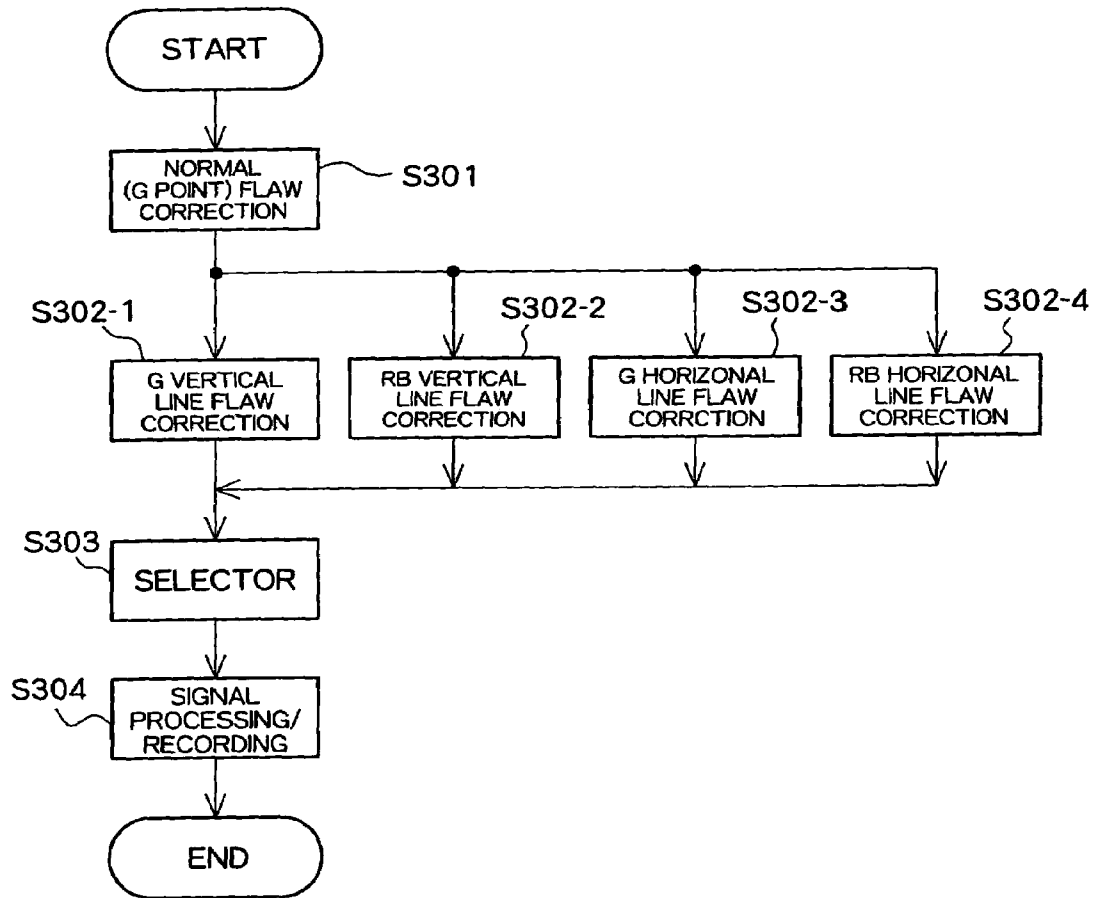 START
NORMAL
(G POINT) FLAW
CORRECTION
S301
S302-1
S302-2
S302-3
S302-4
G VERTICAL
LINE FLAW
CORRECTION
RB VERTICAL
LINE FLAW
CORRECTION
G HORIZONAL
LINE FLAW
CORRCTION
RB HORIZONAL
LINE FLAW
CORRECTION
S303
SELECTOR
S304
SIGNAL
PROCESSING/
RECORDING
END